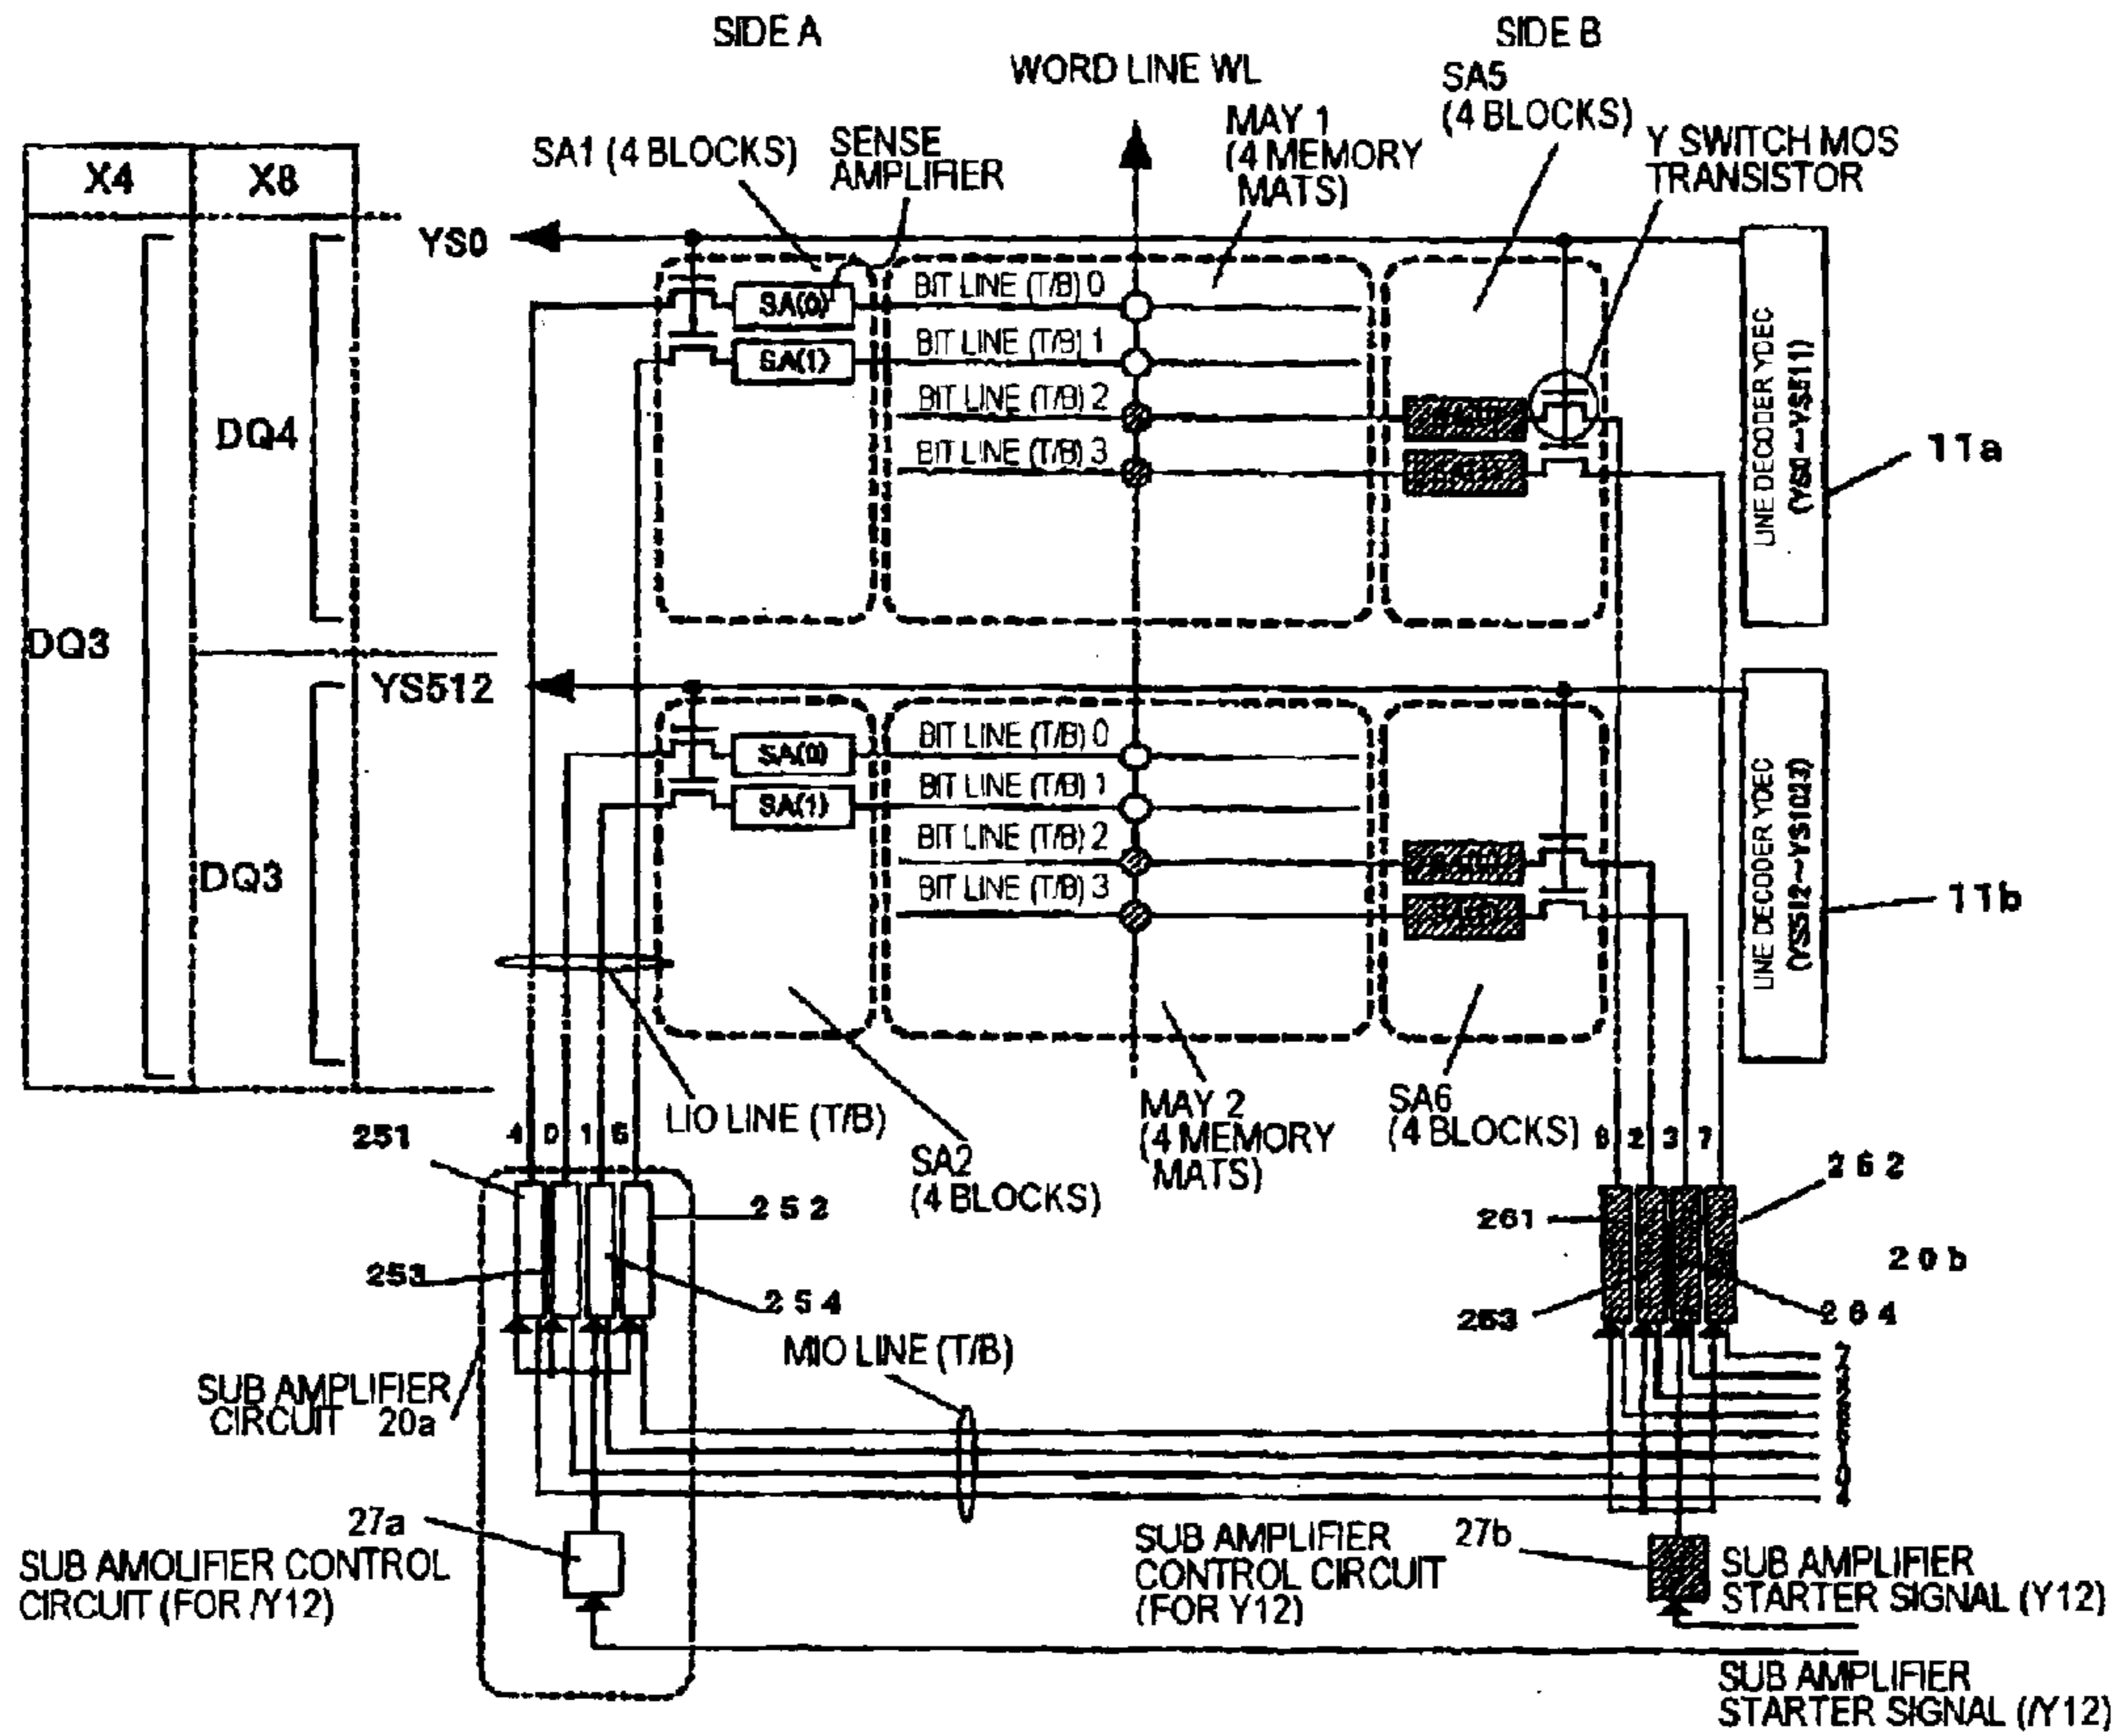 SIDE A
SIDE B
WORD LINE WL
SA5
(4 BLOCKS)
MAY 1
(4 MEMORY
MATS)
Y SWITCH MOS
TRANSISTOR
SA1 (4 BLOCKS)
SENSE
AMPLIFIER
X4
X8
YS0
BIT LINE (T/B) 0
SA(0)
BIT LINE (T/B) 1
SA(1)
BIT LINE (T/B) 2
BIT LINE (T/B) 3
LINE DECODER YDEC
(YS0~YS511)
11a
DQ4
DQ3
YS512
BIT LINE (T/B) 0
SA(0)
BIT LINE (T/B) 1
SA(1)
BIT LINE (T/B) 2
BIT LINE (T/B) 3
LINE DECODER YDEC
(YS512~YS1023)
11b
DQ3
LIO LINE (T/B)
SA2
(4 BLOCKS)
MAY 2
(4 MEMORY
MATS)
SA6
(4 BLOCKS)
251
4 0 1 5
2 3 7
262
252
261
253
254
20b
263
264
MIO LINE (T/B)
SUB AMPLIFIER
CIRCUIT 20a
7
27a
SUB AMOLIFIER CONTROL
CIRCUIT (FOR /Y12)
SUB AMPLIFIER
CONTROL CIRCUIT
(FOR Y12)
27b
SUB AMPLIFIER
STARTER SIGNAL (Y12)
SUB AMPLIFIER
STARTER SIGNAL (/Y12)